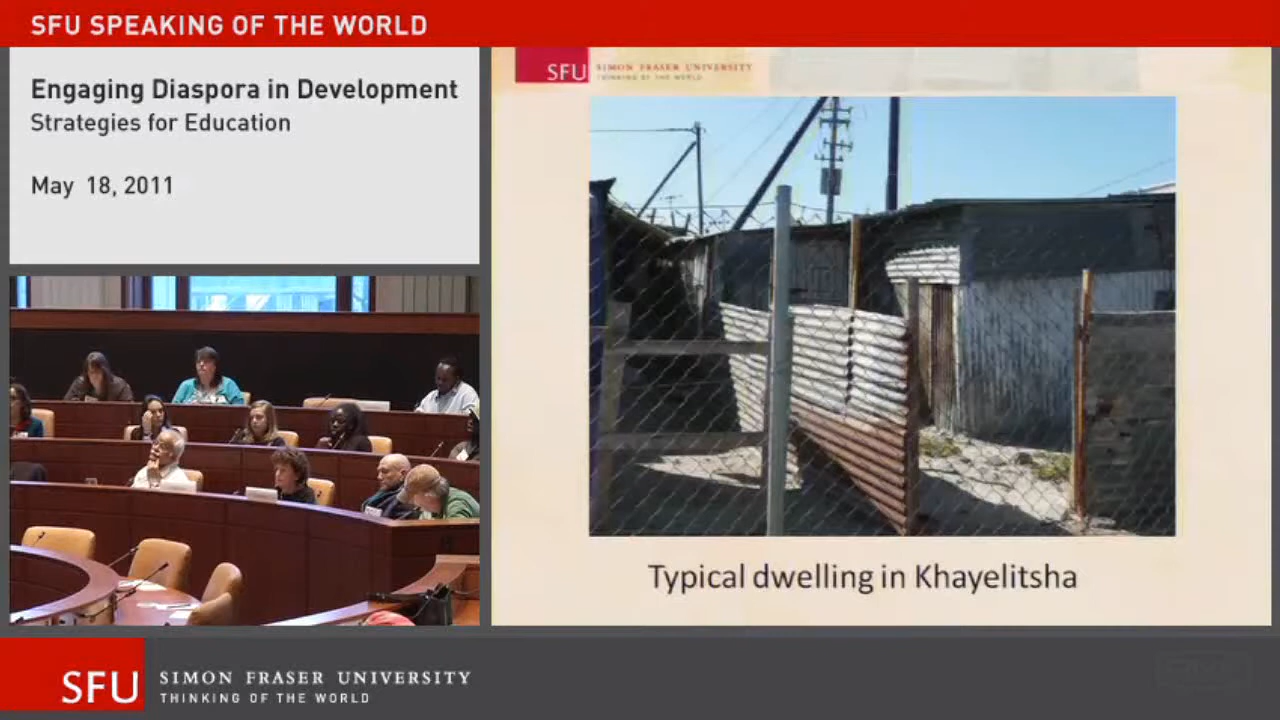 SFU SPEAKING OF THE WORLD
Engaging Diaspora in Development
Strategies for Education
May 18, 2011
SFU SIMON FRASER UNIVERSITY
THINKING OF THE WORLD
Typical dwelling in Khayelitsha
SFU SIMON FRASER UNIVERSITY
THINKING OF THE WORLD